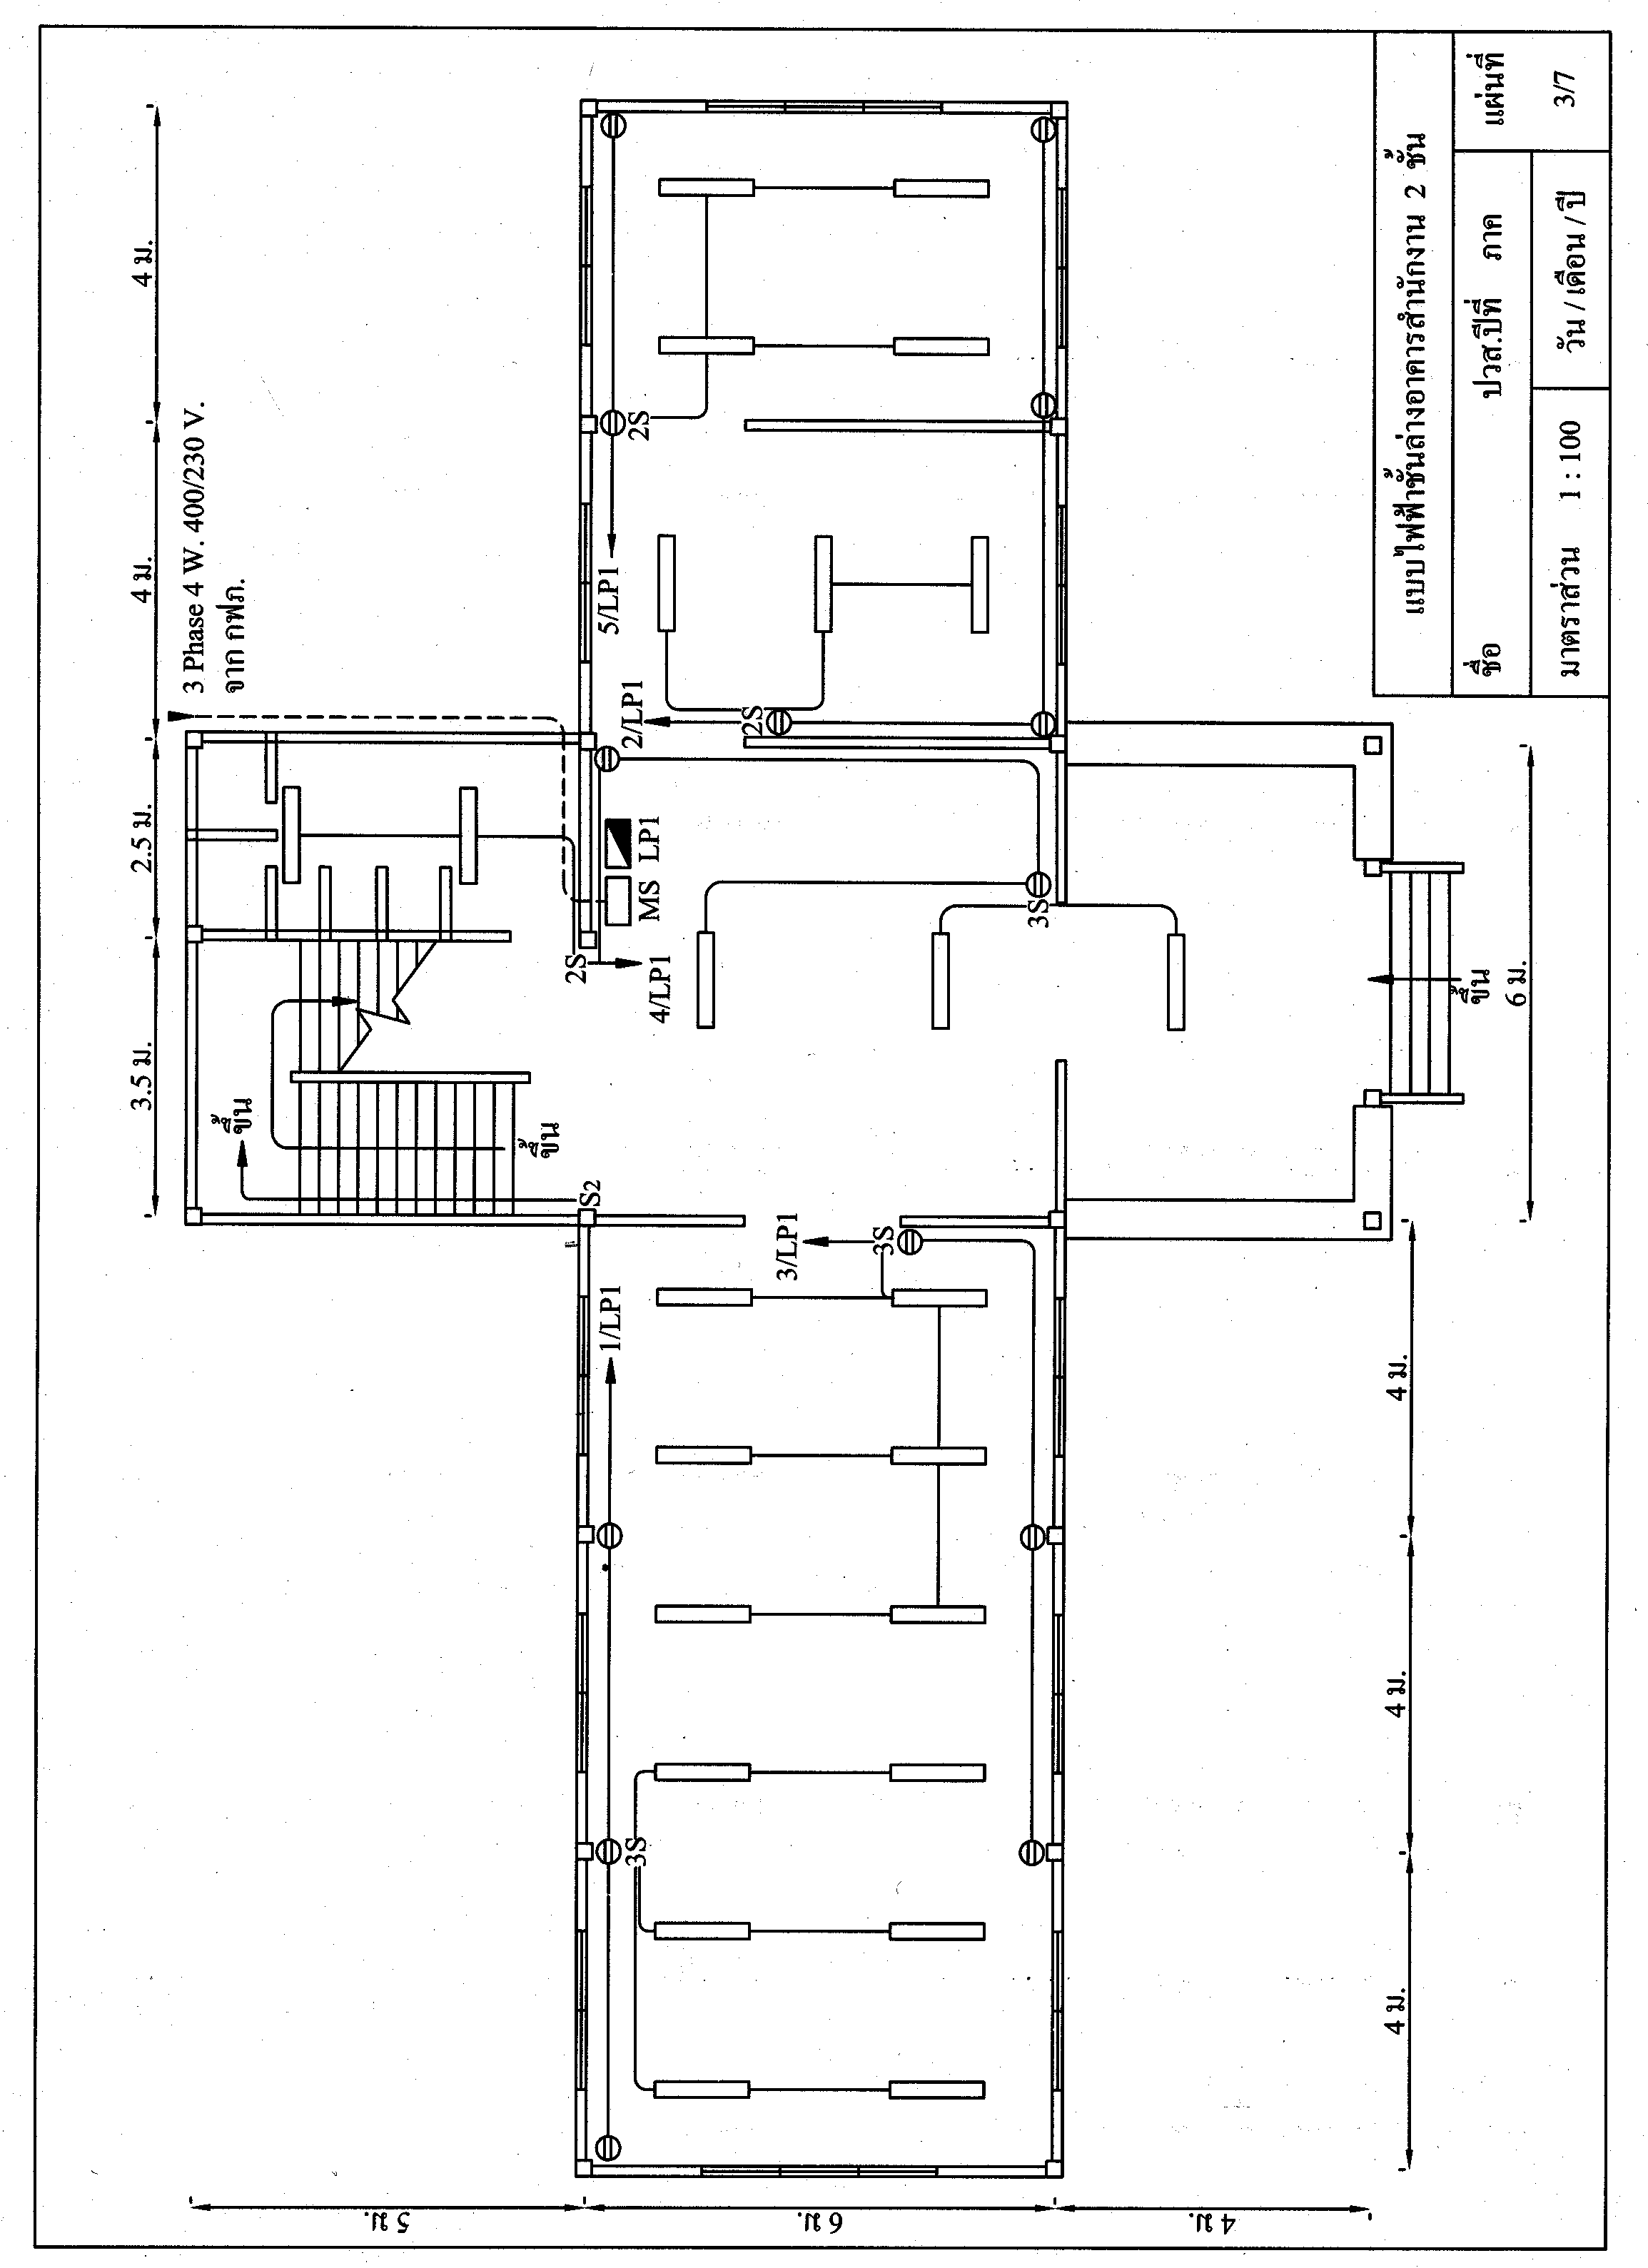 3.5 ม.
2.5 ม.
4 ม.
4 ม.
3 Phase 4 W. 400/230 V.
จาก กฟภ.
ขึ้น
ขึ้น
5 ม.
S2
2S
MS
LP1
4/LP1
1/LP1
3/LP1
3S
3S
2/LP1
2S
5/LP1
2S
3S
6 ม.
4 ม.
4 ม.
4 ม.
4 ม.
ขึ้น
6 ม.
แบบไฟฟ้าชั้นล่างอาคารสำนักงาน 2 ชั้น
ชื่อ ปวส.ปีที่ ภาค
แผ่นที่
มาตราส่วน 1 : 100
วัน / เดือน / ปี
3/7